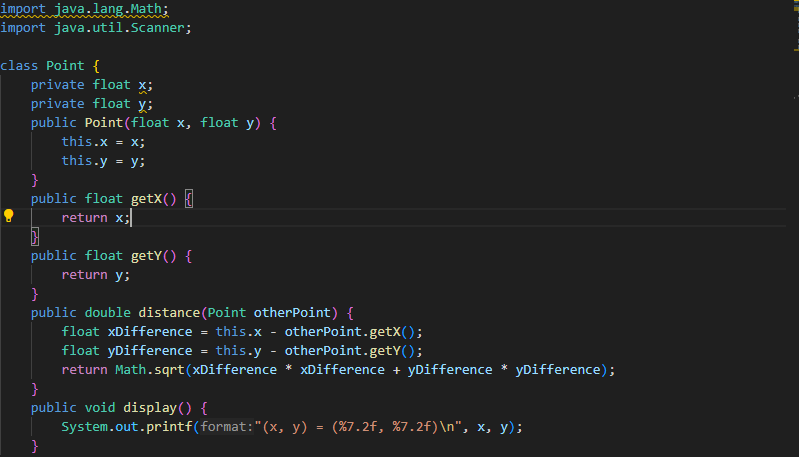 import java.lang.Math;
import java.util.Scanner;
class Point {
private float x;
private float y;
public Point(float x, float y) {
this.x = x;
this.y = y;
}
public float getX() {
return x;
}
public float getY() {
return y;
}
public double distance(Point otherPoint) {
float xDifference = this.x - otherPoint.getX();
float yDifference = this.y - otherPoint.getY();
return Math.sqrt(xDifference * xDifference + yDifference * yDifference);
}
public void display() {
System.out.printf(format:"(x, y) = (%7.2f, %7.2f)\n", x, y);
}